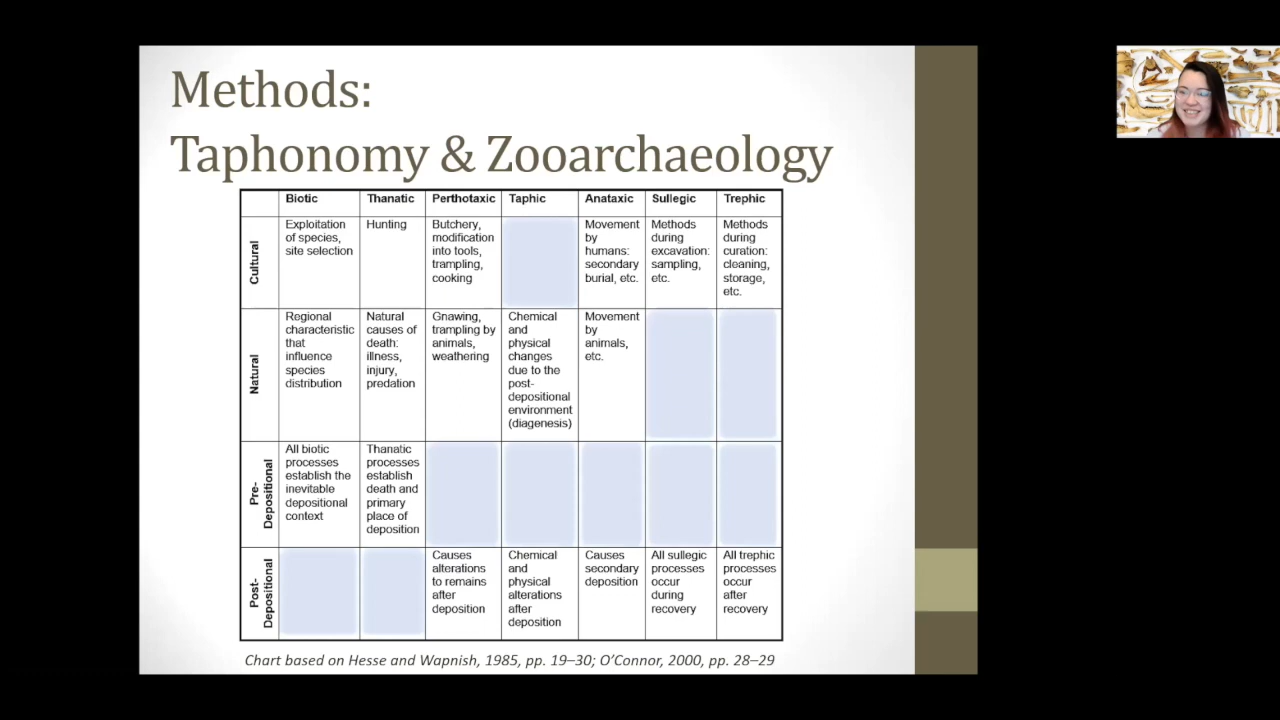 Methods:
Taphonomy & Zooarchaeology
Biotic
Thanatic
Perthotaxic
Taphic
Anataxic
Sullegic
Trephic
Cultural
Exploitation
of species,
site selection
Hunting
Butchery,
modification
into tools,
trampling,
cooking
Movement
by
humans:
secondary
burial, etc.
Methods
during
excavation:
sampling,
etc.
Methods
during
curation:
cleaning,
storage,
etc.
Natural
Regional
characteristic
that
influence
species
distribution
Natural
causes of
death:
illness,
injury,
predation
Gnawing,
trampling by
animals,
weathering
Chemical
and
physical
changes
due to the
post-
depositional
environment
(diagenesis)
Movement
by
animals,
etc.
Pre-
Depositional
All biotic
processes
establish the
inevitable
depositional
context
Thanatic
processes
establish
death and
primary
place of
deposition
Post-
Depositional
Causes
alterations
to remains
after
deposition
Chemical
and
physical
alterations
after
deposition
Causes
secondary
deposition
All sullegic
processes
occur
during
recovery
All trephic
processes
occur
after
recovery
Chart based on Hesse and Wapnish, 1985, pp. 19–30; O'Connor, 2000, pp. 28–29